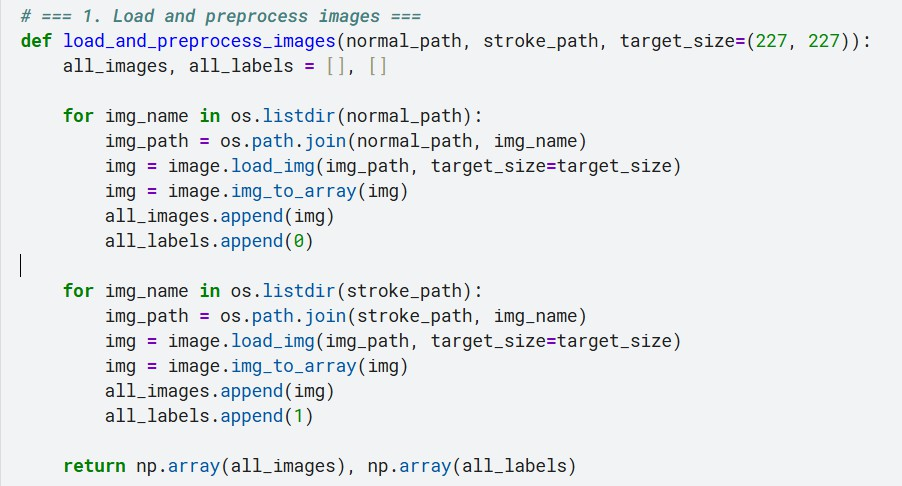 # === 1. Load and preprocess images ===
def load_and_preprocess_images(normal_path, stroke_path, target_size=(227, 227)):
    all_images, all_labels = [], []

    for img_name in os.listdir(normal_path):
        img_path = os.path.join(normal_path, img_name)
        img = image.load_img(img_path, target_size=target_size)
        img = image.img_to_array(img)
        all_images.append(img)
        all_labels.append(0)

    for img_name in os.listdir(stroke_path):
        img_path = os.path.join(stroke_path, img_name)
        img = image.load_img(img_path, target_size=target_size)
        img = image.img_to_array(img)
        all_images.append(img)
        all_labels.append(1)

    return np.array(all_images), np.array(all_labels)